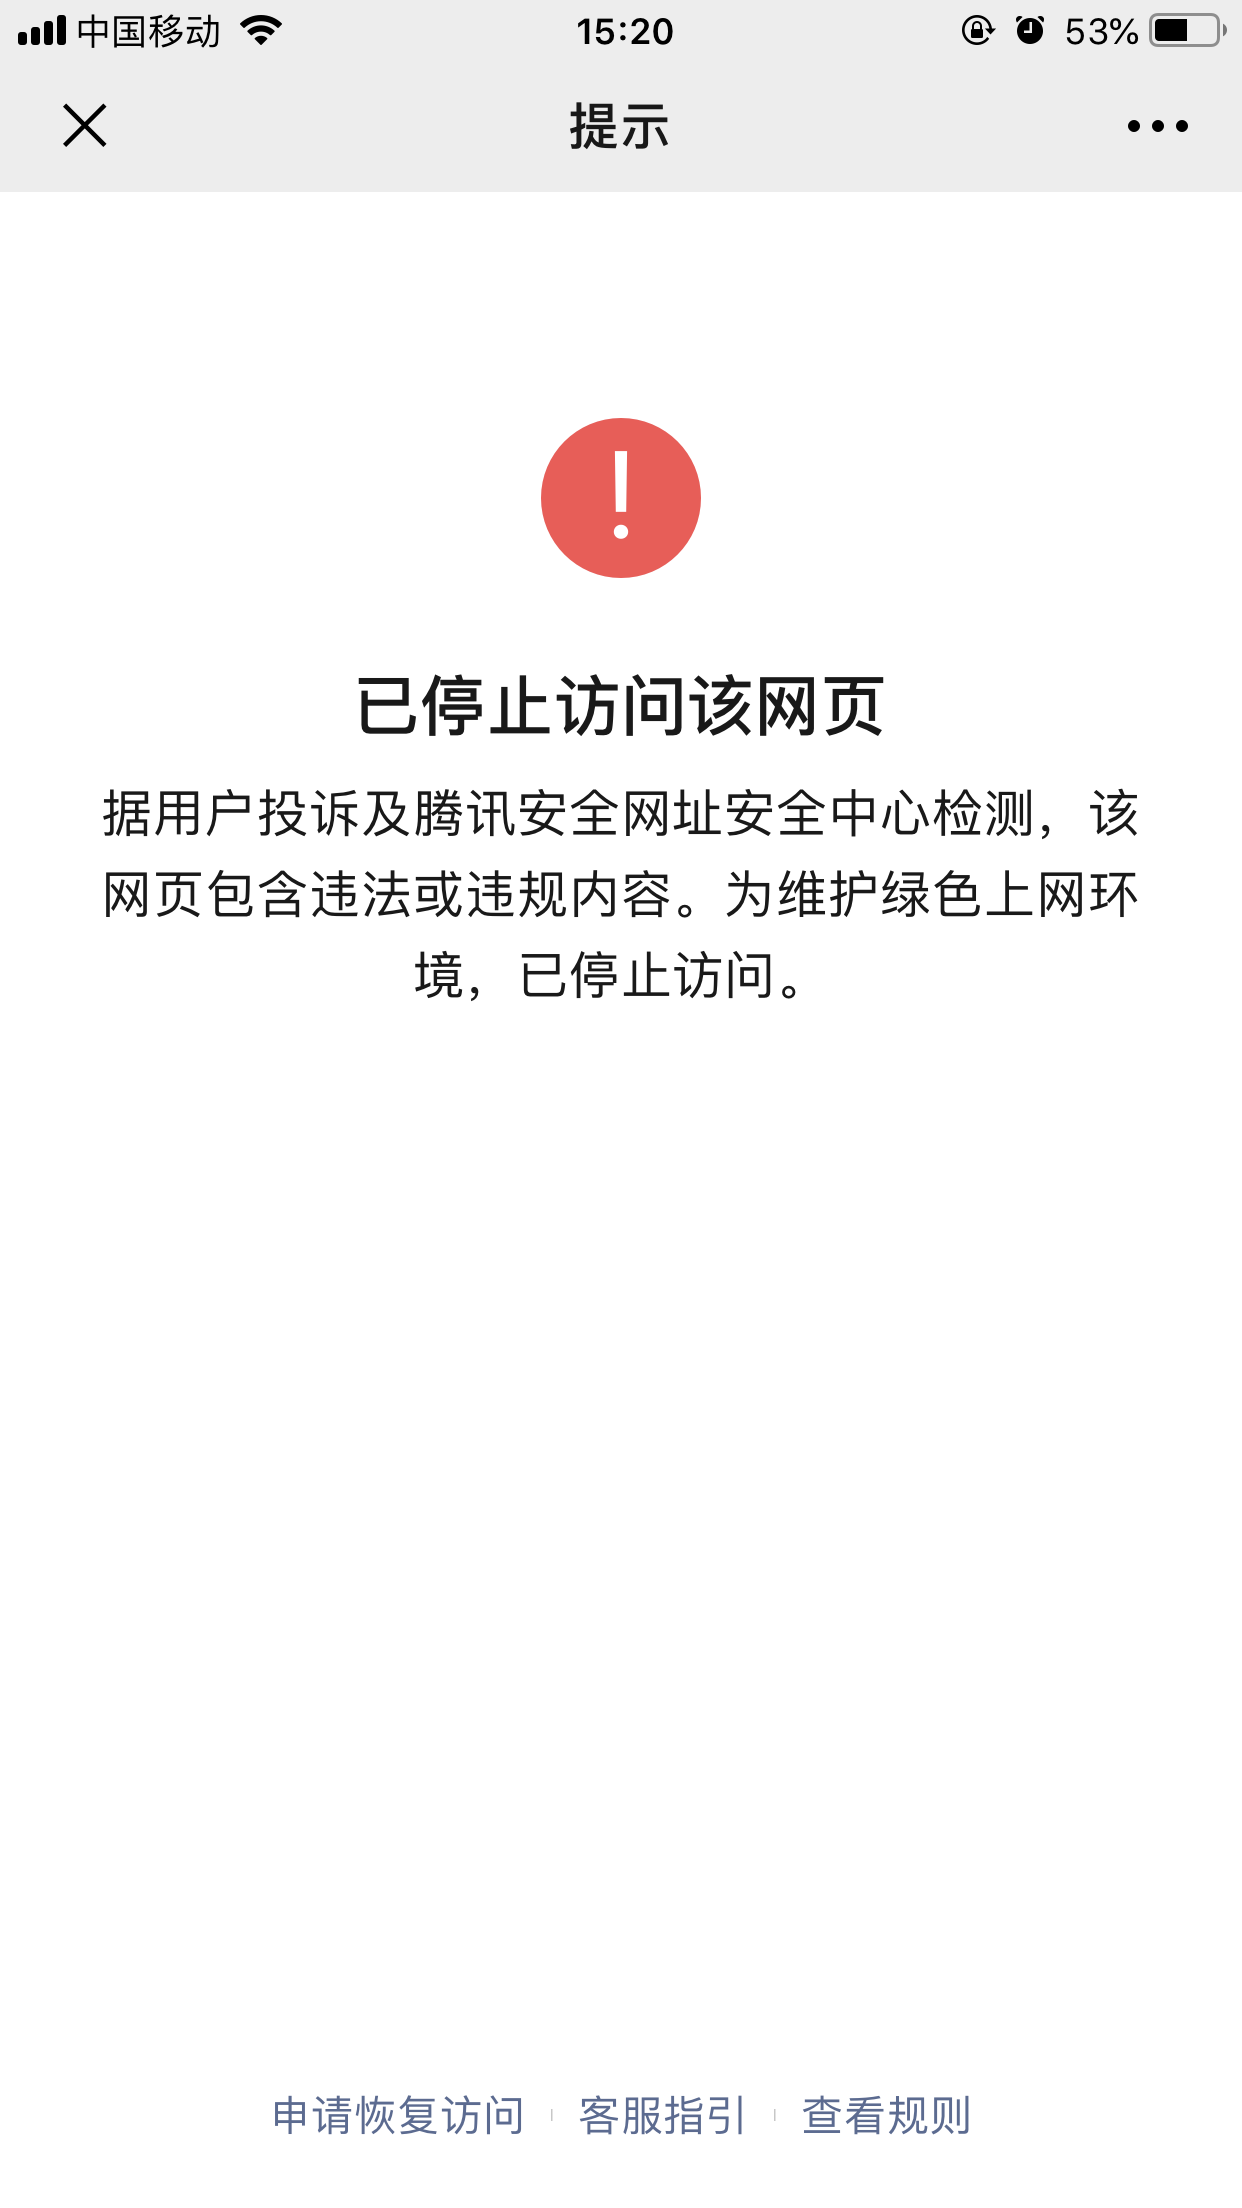 中国移动 15:20 53%
提示
已停止访问该网页
据用户投诉及腾讯安全网址安全中心检测，该
网页包含违法或违规内容。为维护绿色上网环
境，已停止访问。
申请恢复访问 | 客服指引 | 查看规则